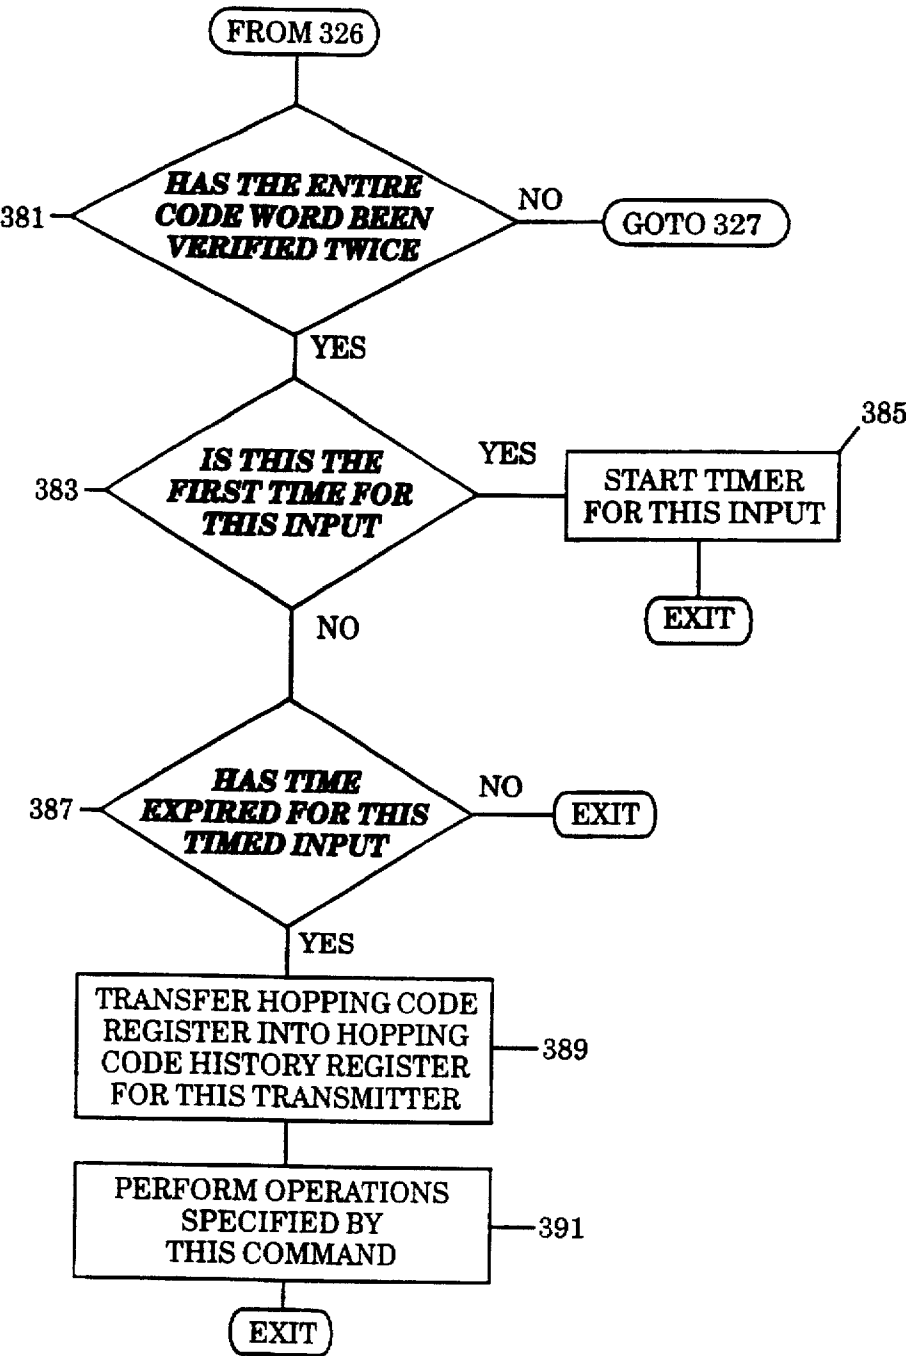 FROM 326
HAS THE ENTIRE
CODE WORD BEEN
VERIFIED TWICE
381
NO
GOTO 327
YES
IS THIS THE
FIRST TIME FOR
THIS INPUT
383
YES
385
START TIMER
FOR THIS INPUT
EXIT
NO
HAS TIME
EXPIRED FOR THIS
TIMED INPUT
387
NO
EXIT
YES
TRANSFER HOPPING CODE
REGISTER INTO HOPPING
CODE HISTORY REGISTER
FOR THIS TRANSMITTER
389
PERFORM OPERATIONS
SPECIFIED BY
THIS COMMAND
391
EXIT